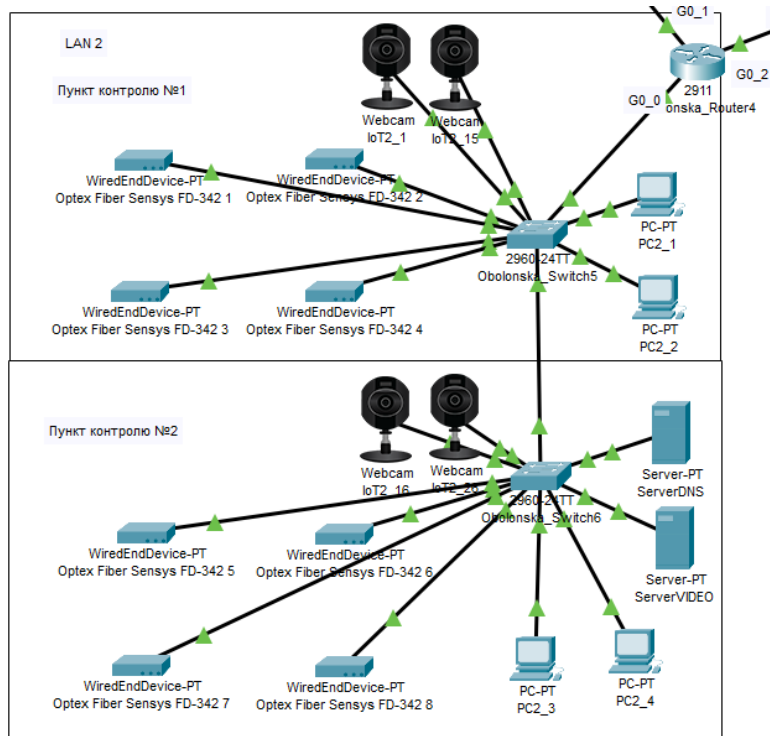 G0_1
LAN 2
G0_2
2911
onska_Router4
Пункт контролю №1
G0_0
Webcam
IoT2_1
Webcam
IoT2_15
WiredEndDevice-PT
Optex Fiber Sensys FD-342 1
WiredEndDevice-PT
Optex Fiber Sensys FD-342 2
PC-PT
PC2_1
2960-24TT
Obolonska_Switch5
WiredEndDevice-PT
Optex Fiber Sensys FD-342 3
WiredEndDevice-PT
Optex Fiber Sensys FD-342 4
PC-PT
PC2_2
Пункт контролю №2
Webcam
IoT2_16
Webcam
IoT2_26
2960-24TT
Obolonska_Switch6
Server-PT
ServerDNS
WiredEndDevice-PT
Optex Fiber Sensys FD-342 5
WiredEndDevice-PT
Optex Fiber Sensys FD-342 6
Server-PT
ServerVIDEO
WiredEndDevice-PT
Optex Fiber Sensys FD-342 7
WiredEndDevice-PT
Optex Fiber Sensys FD-342 8
PC-PT
PC2_3
PC-PT
PC2_4